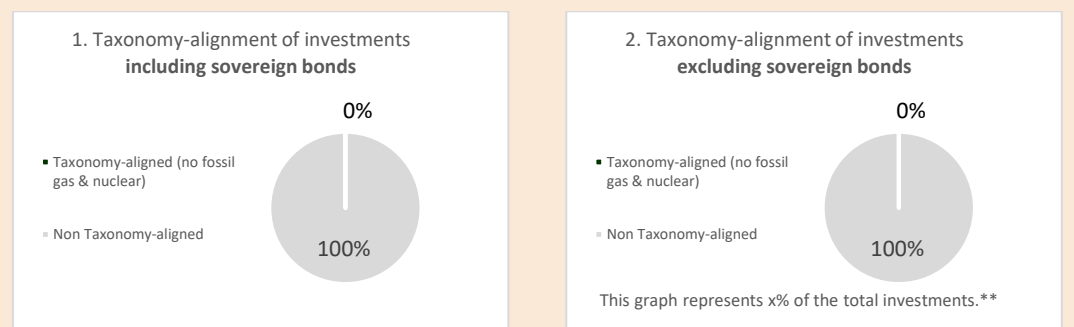 1. Taxonomy-alignment of investments
including sovereign bonds
0%
Taxonomy-aligned (no fossil
gas & nuclear)
Non Taxonomy-aligned
100%
2. Taxonomy-alignment of investments
excluding sovereign bonds
0%
Taxonomy-aligned (no fossil
gas & nuclear)
Non Taxonomy-aligned
100%
This graph represents x% of the total investments.**